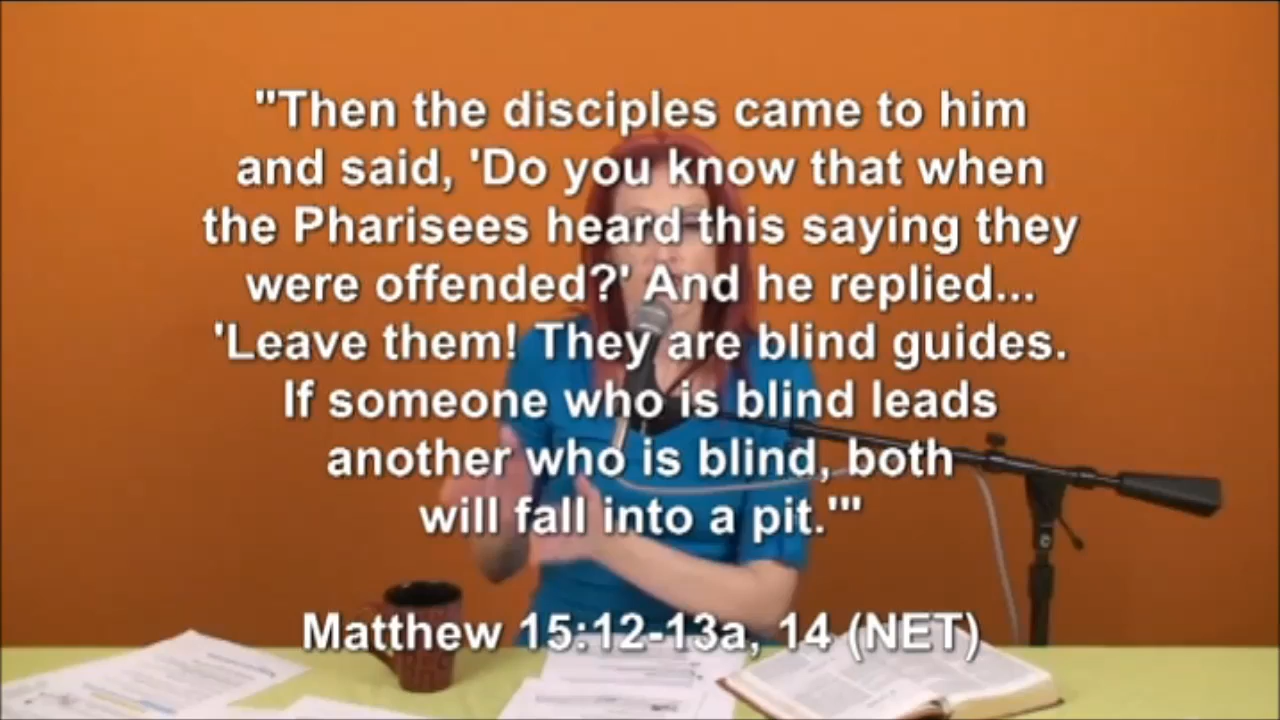 "Then the disciples came to him
and said, 'Do you know that when
the Pharisees heard this saying they
were offended?' And he replied...
'Leave them! They are blind guides.
If someone who is blind leads
another who is blind, both
will fall into a pit.'"
Matthew 15:12-13a, 14 (NET)